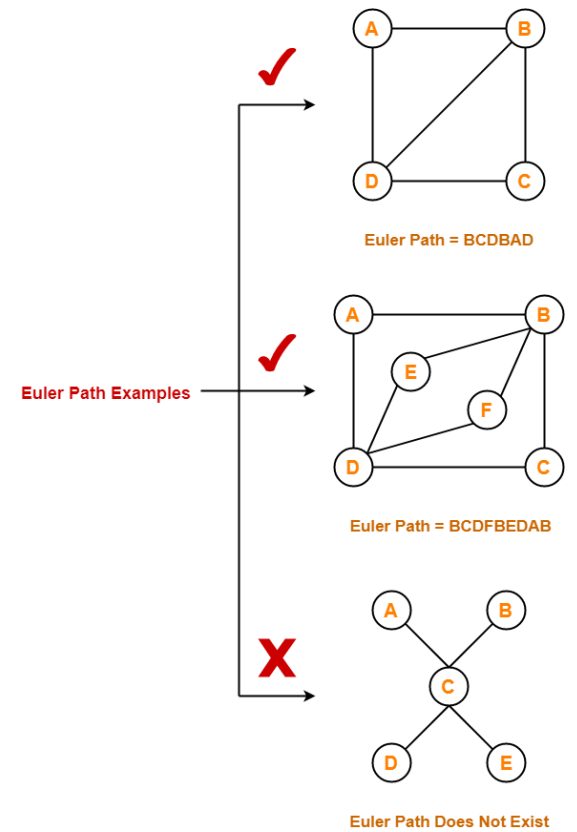 A B
D C
Euler Path = BCDBAD
A B
E
F
D C
Euler Path Examples
Euler Path = BCDFBEDAB
A B
X
C
D E
Euler Path Does Not Exist